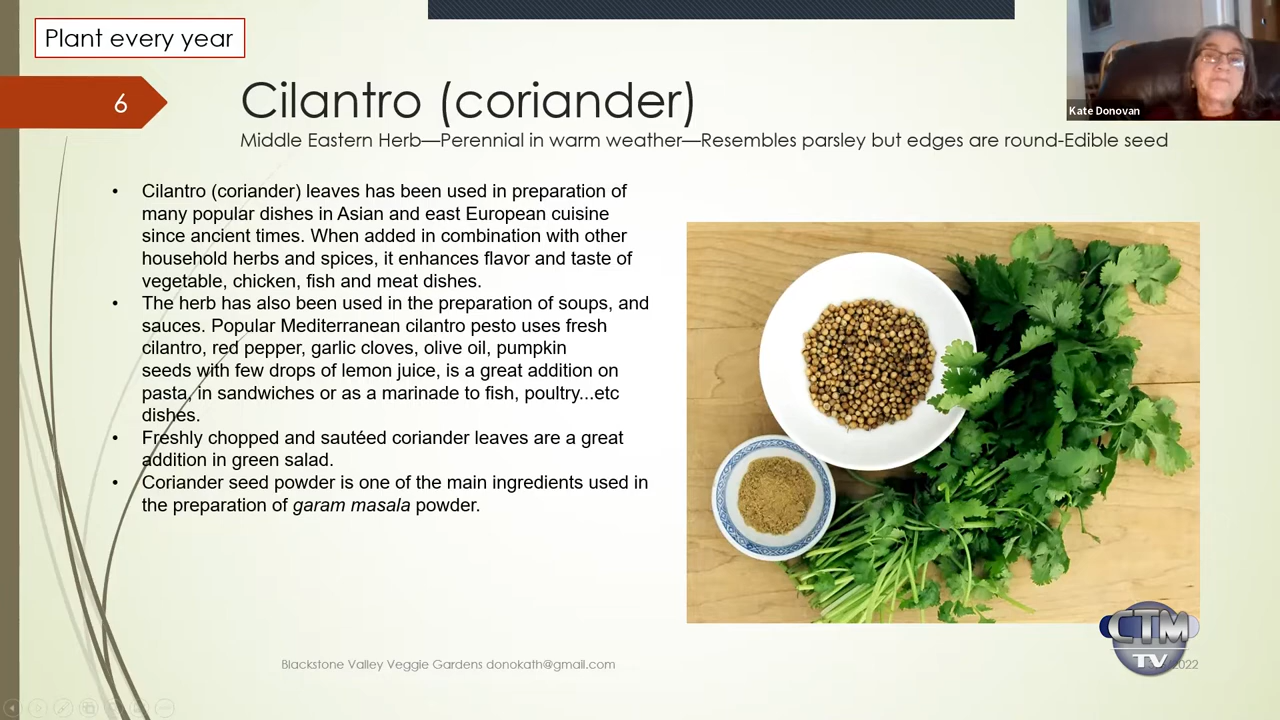 Plant every year
6
Cilantro (coriander)
Middle Eastern Herb—Perennial in warm weather—Resembles parsley but edges are round-Edible seed
Kate Donovan
• Cilantro (coriander) leaves has been used in preparation of
many popular dishes in Asian and east European cuisine
since ancient times. When added in combination with other
household herbs and spices, it enhances flavor and taste of
vegetable, chicken, fish and meat dishes.
• The herb has also been used in the preparation of soups, and
sauces. Popular Mediterranean cilantro pesto uses fresh
cilantro, red pepper, garlic cloves, olive oil, pumpkin
seeds with few drops of lemon juice, is a great addition on
pasta, in sandwiches or as a marinade to fish, poultry...etc
dishes.
• Freshly chopped and sautéed coriander leaves are a great
addition in green salad.
• Coriander seed powder is one of the main ingredients used in
the preparation of garam masala powder.
Blackstone Valley Veggie Gardens donokath@gmail.com
CTM
TV